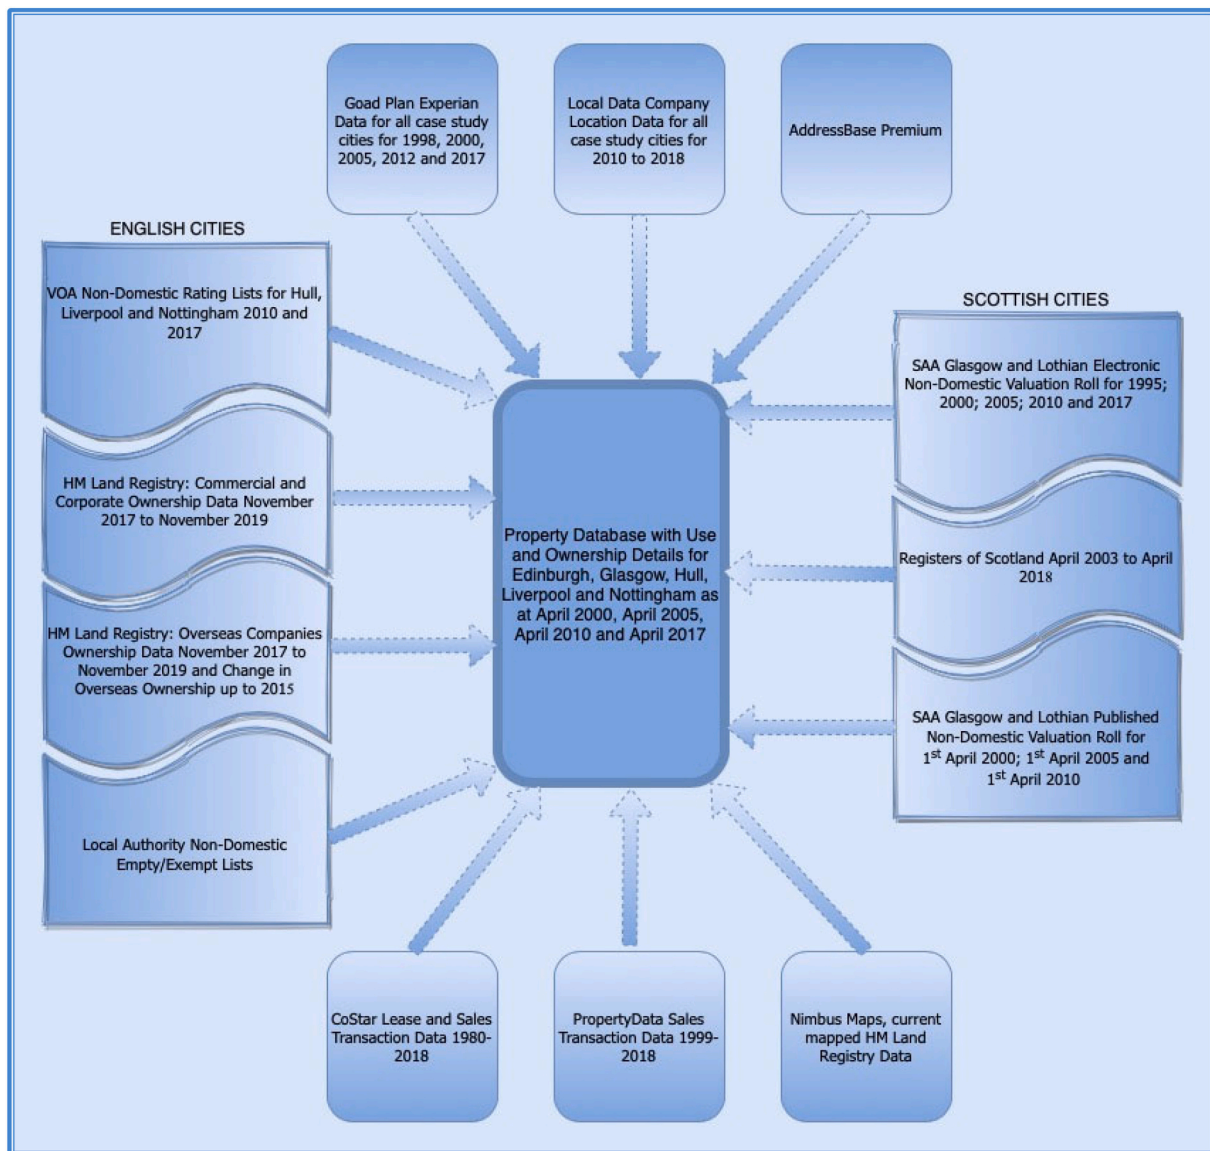 Goad Plan Experian
Data for all case study
cities for 1998, 2000,
2005, 2012 and 2017
Local Data Company
Location Data for all
case study cities for
2010 to 2018
AddressBase Premium
ENGLISH CITIES
VOA Non-Domestic Rating Lists for Hull,
Liverpool and Nottingham 2010 and
2017
HM Land Registry: Commercial and
Corporate Ownership Data November
2017 to November 2019
HM Land Registry: Overseas Companies
Ownership Data November 2017 to
November 2019 and Change in
Overseas Ownership up to 2015
Local Authority Non-Domestic
Empty/Exempt Lists
Property Database with Use
and Ownership Details for
Edinburgh, Glasgow, Hull,
Liverpool and Nottingham as
at April 2000, April 2005,
April 2010 and April 2017
SCOTTISH CITIES
SAA Glasgow and Lothian Electronic
Non-Domestic Valuation Roll for 1995;
2000; 2005; 2010 and 2017
Registers of Scotland April 2003 to April
2018
SAA Glasgow and Lothian Published
Non-Domestic Valuation Roll for
1st April 2000; 1st April 2005 and
1st April 2010
CoStar Lease and Sales
Transaction Data 1980-
2018
PropertyData Sales
Transaction Data 1999-
2018
Nimbus Maps, current
mapped HM Land
Registry Data